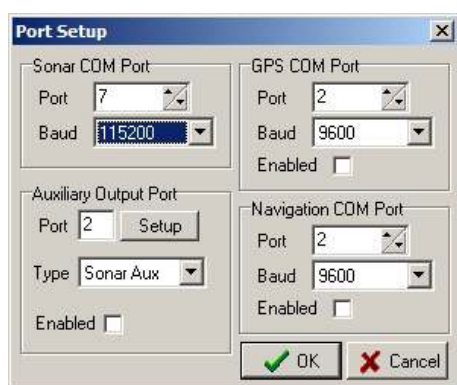 Port Setup
Sonar COM Port
Port 7
Baud 115200
Auxiliary Output Port
Port 2 Setup
Type Sonar Aux
Enabled
GPS COM Port
Port 2
Baud 9600
Enabled
Navigation COM Port
Port 2
Baud 9600
Enabled
OK Cancel